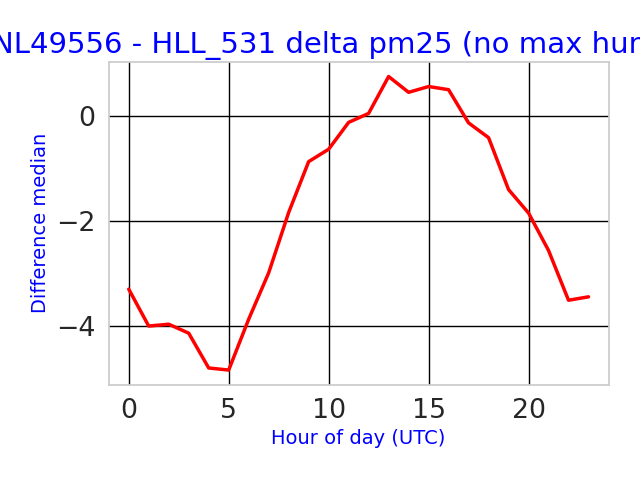 NL49556 - HLL_531 delta pm25 (no max hum
Difference median
0
−2
−4
0 5 10 15 20
Hour of day (UTC)